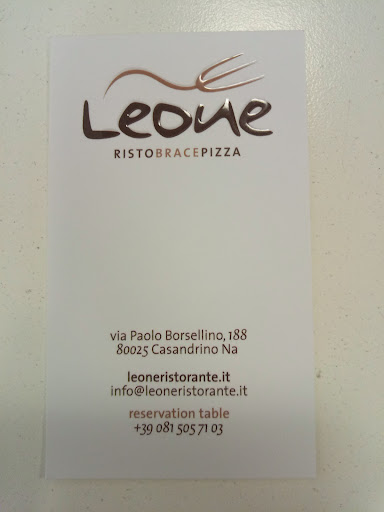 Leone
RISTOBRACEPIZZA
via Paolo Borsellino, 188
80025 Casandrino Na
leoneristorante.it
info@leoneristorante.it
reservation table
+39 081 505 71 03